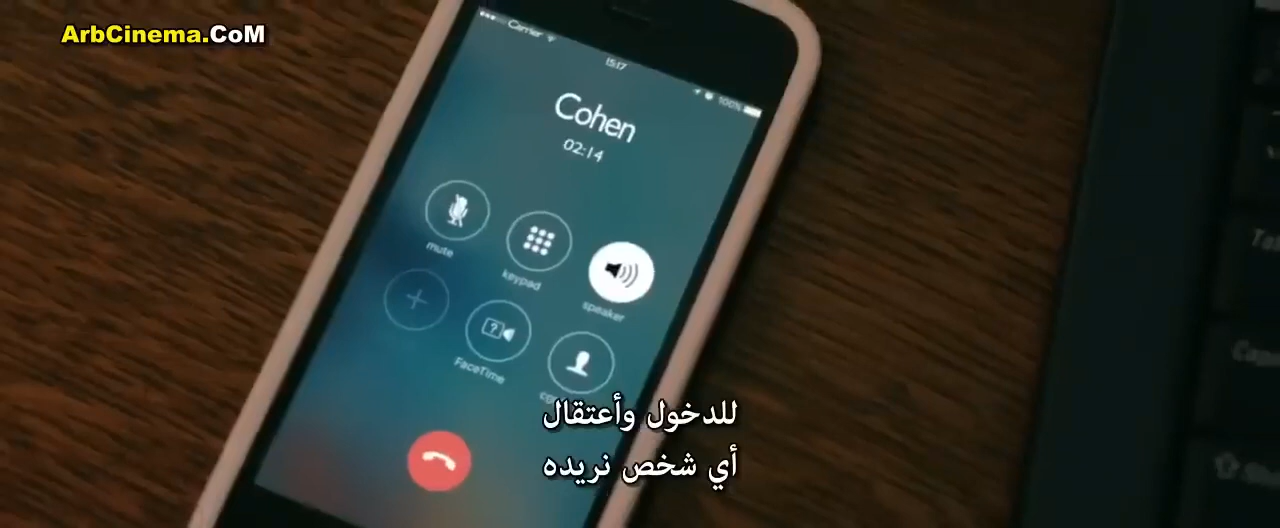 ArbCinema.CoM
Carrier
15:17
100%
Cohen
02:14
mute
keypad
speaker
FaceTime
للدخول وأعتقال
أي شخص نريده